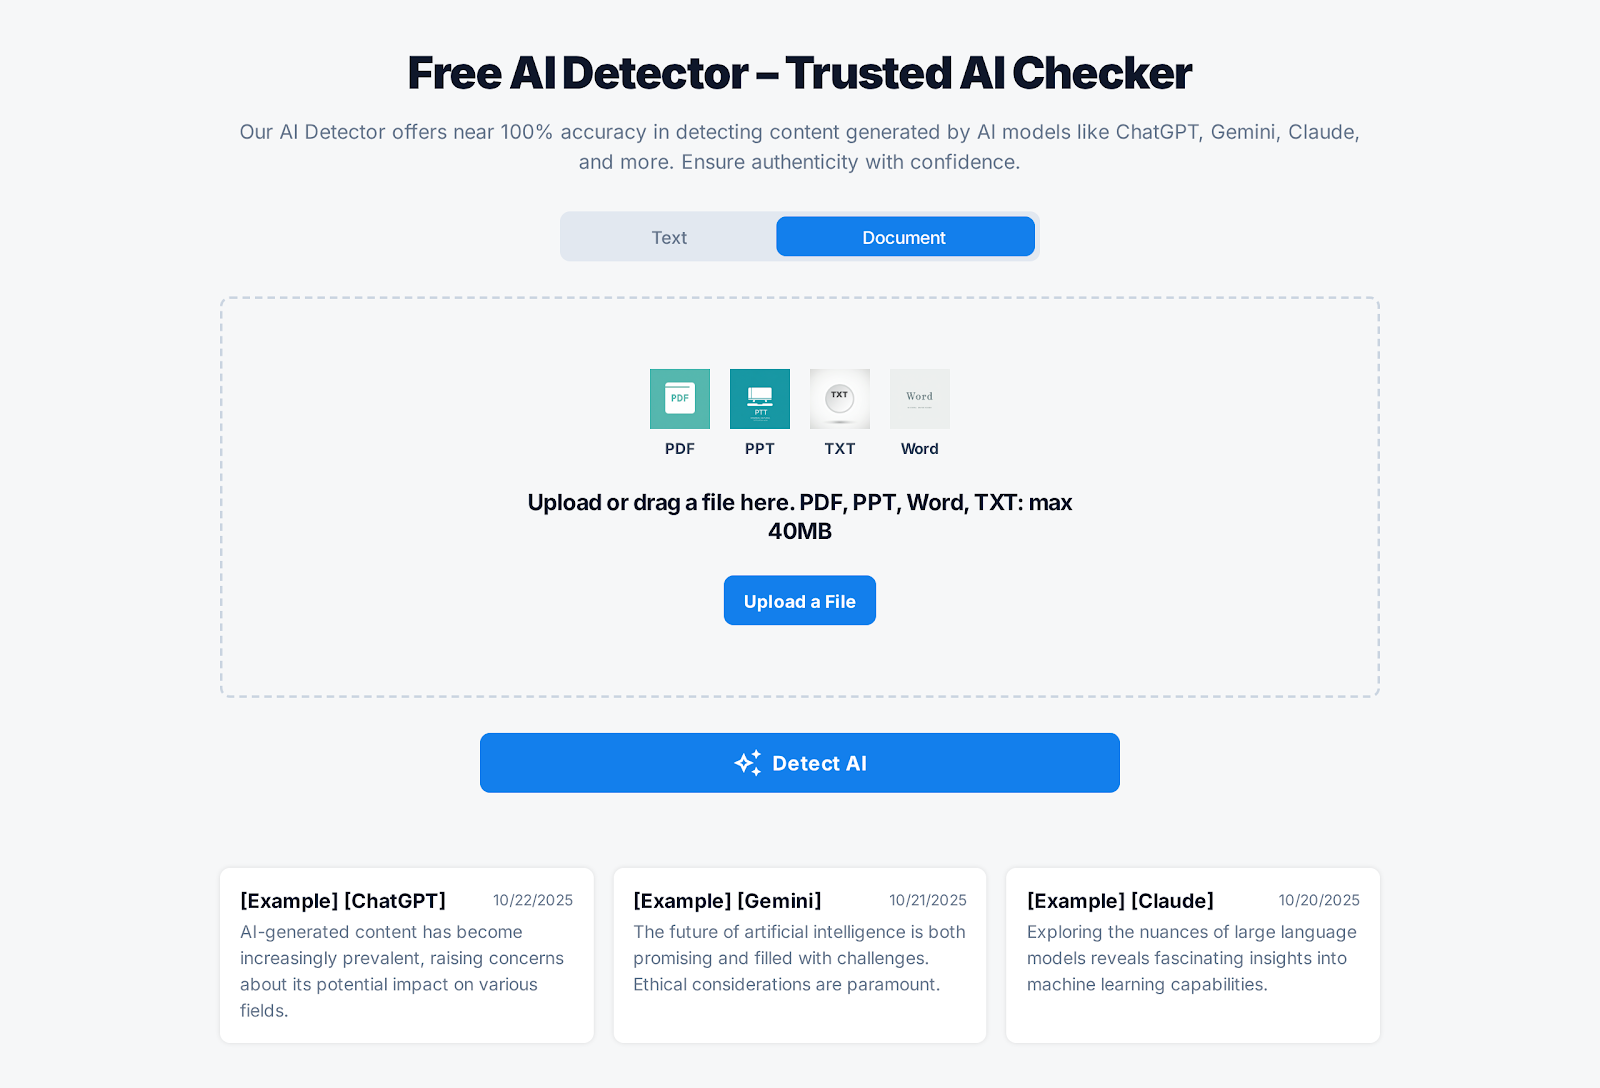 Free AI Detector – Trusted AI Checker
Our AI Detector offers near 100% accuracy in detecting content generated by AI models like ChatGPT, Gemini, Claude,
and more. Ensure authenticity with confidence.
Text
Document
PDF
PTT
TXT
Word
PDF
PPT
TXT
Word
Upload or drag a file here. PDF, PPT, Word, TXT: max
40MB
Upload a File
Detect AI
[Example] [ChatGPT]
10/22/2025
AI-generated content has become
increasingly prevalent, raising concerns
about its potential impact on various
fields.
[Example] [Gemini]
10/21/2025
The future of artificial intelligence is both
promising and filled with challenges.
Ethical considerations are paramount.
[Example] [Claude]
10/20/2025
Exploring the nuances of large language
models reveals fascinating insights into
machine learning capabilities.